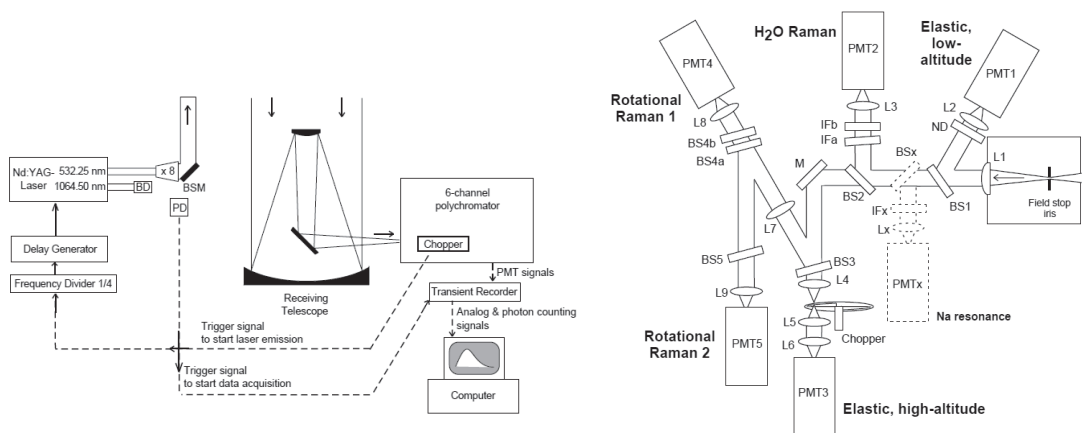 Nd:YAG-
Laser
532.25 nm
1064.50 nm
BD
x 8
BSM
PD
Delay Generator
Frequency Divider 1/4
Receiving
Telescope
6-channel
polychromator
Chopper
PMT signals
Transient Recorder
Analog & photon counting
signals
Computer
Trigger signal
to start laser emission
Trigger signal
to start data acquisition
Rotational
Raman 1
PMT4
L8
BS4b
BS4a
H2O Raman
PMT2
L3
IFb
IFa
Elastic,
low-
altitude
PMT1
L2
ND
L1
Field stop
iris
BS1
BSx
IFx
Lx
PMTx
Na resonance
M
BS2
L7
BS3
L4
Chopper
L5
L6
PMT3
Elastic, high-altitude
BS5
L9
PMT5
Rotational
Raman 2